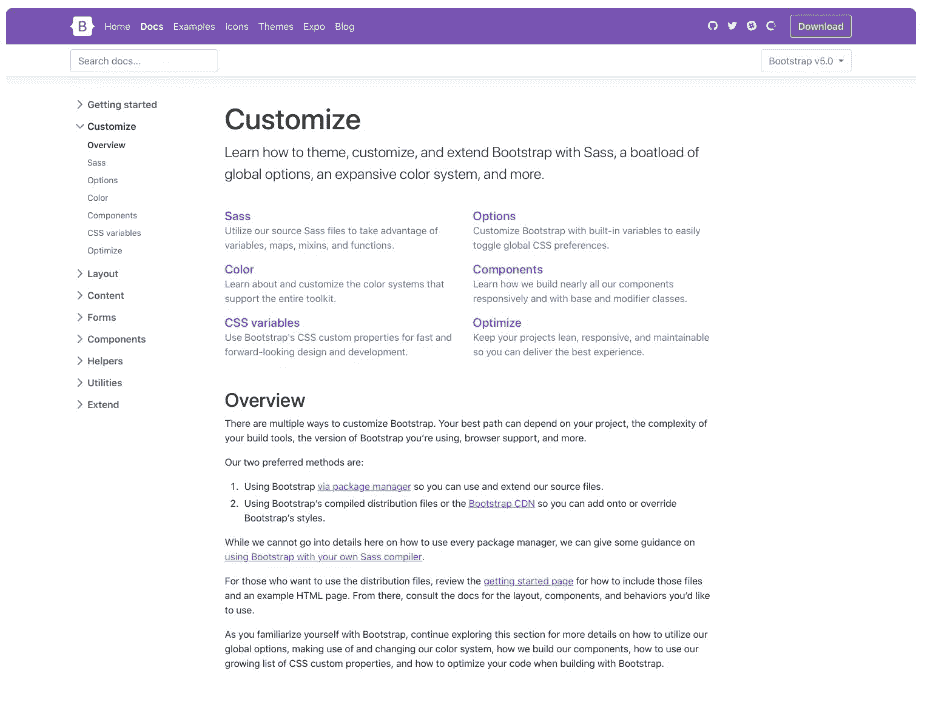 B Home Docs Examples Icons Themes Expo Blog Download
Search docs... Bootstrap v5.0
Getting started
Customize
Overview
Sass
Options
Color
Components
CSS variables
Optimize
Layout
Content
Forms
Components
Helpers
Utilities
Extend
Customize
Learn how to theme, customize, and extend Bootstrap with Sass, a boatload of
global options, an expansive color system, and more.
Sass
Utilize our source Sass files to take advantage of
variables, maps, mixins, and functions.
Options
Customize Bootstrap with built-in variables to easily
toggle global CSS preferences.
Color
Learn about and customize the color systems that
support the entire toolkit.
Components
Learn how we build nearly all our components
responsively and with base and modifier classes.
CSS variables
Use Bootstrap's CSS custom properties for fast and
forward-looking design and development.
Optimize
Keep your projects lean, responsive, and maintainable
so you can deliver the best experience.
Overview
There are multiple ways to customize Bootstrap. Your best path can depend on your project, the complexity of
your build tools, the version of Bootstrap you're using, browser support, and more.
Our two preferred methods are:
1. Using Bootstrap via package manager so you can use and extend our source files.
2. Using Bootstrap's compiled distribution files or the Bootstrap CDN so you can add onto or override
Bootstrap's styles.
While we cannot go into details here on how to use every package manager, we can give some guidance on
using Bootstrap with your own Sass compiler.
For those who want to use the distribution files, review the getting started page for how to include those files
and an example HTML page. From there, consult the docs for the layout, components, and behaviors you'd like
to use.
As you familiarize yourself with Bootstrap, continue exploring this section for more details on how to utilize our
global options, making use of and changing our color system, how we build our components, how to use our
growing list of CSS custom properties, and how to optimize your code when building with Bootstrap.